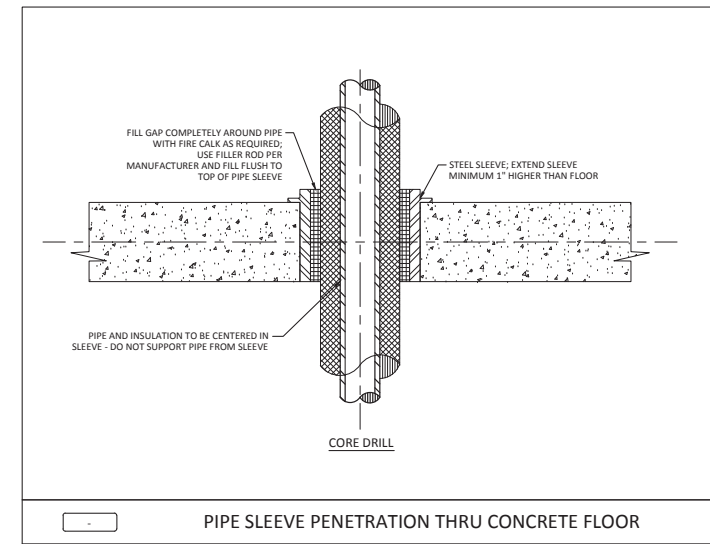 FILL GAP COMPLETELY AROUND PIPE
WITH FIRE CALK AS REQUIRED;
USE FILLER ROD PER
MANUFACTURER AND FILL FLUSH TO
TOP OF PIPE SLEEVE
STEEL SLEEVE; EXTEND SLEEVE
MINIMUM 1" HIGHER THAN FLOOR
PIPE AND INSULATION TO BE CENTERED IN
SLEEVE - DO NOT SUPPORT PIPE FROM SLEEVE
CORE DRILL
-
PIPE SLEEVE PENETRATION THRU CONCRETE FLOOR